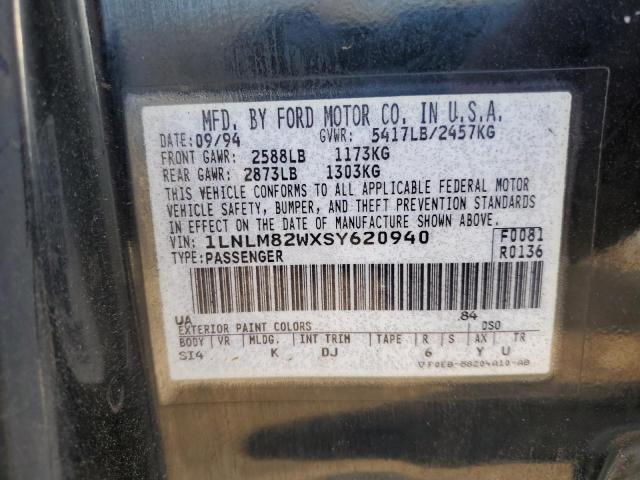 MFD. BY FORD MOTOR CO. IN U.S.A.
DATE: 09/94 GVWR: 5417LB/2457KG
FRONT GAWR: 2588LB 1173KG
REAR GAWR: 2873LB 1303KG
THIS VEHICLE CONFORMS TO ALL APPLICABLE FEDERAL MOTOR
VEHICLE SAFETY, BUMPER, AND THEFT PREVENTION STANDARDS
IN EFFECT ON THE DATE OF MANUFACTURE SHOWN ABOVE.
VIN: 1LNLM82WXSY620940 F0081
TYPE: PASSENGER R0136
UA 84
EXTERIOR PAINT COLORS DSO
BODY VR MLDG. INT TRIM TAPE R S AX TR
SI4 K DJ 6 Y U
▽F0EB-88204A10-AB